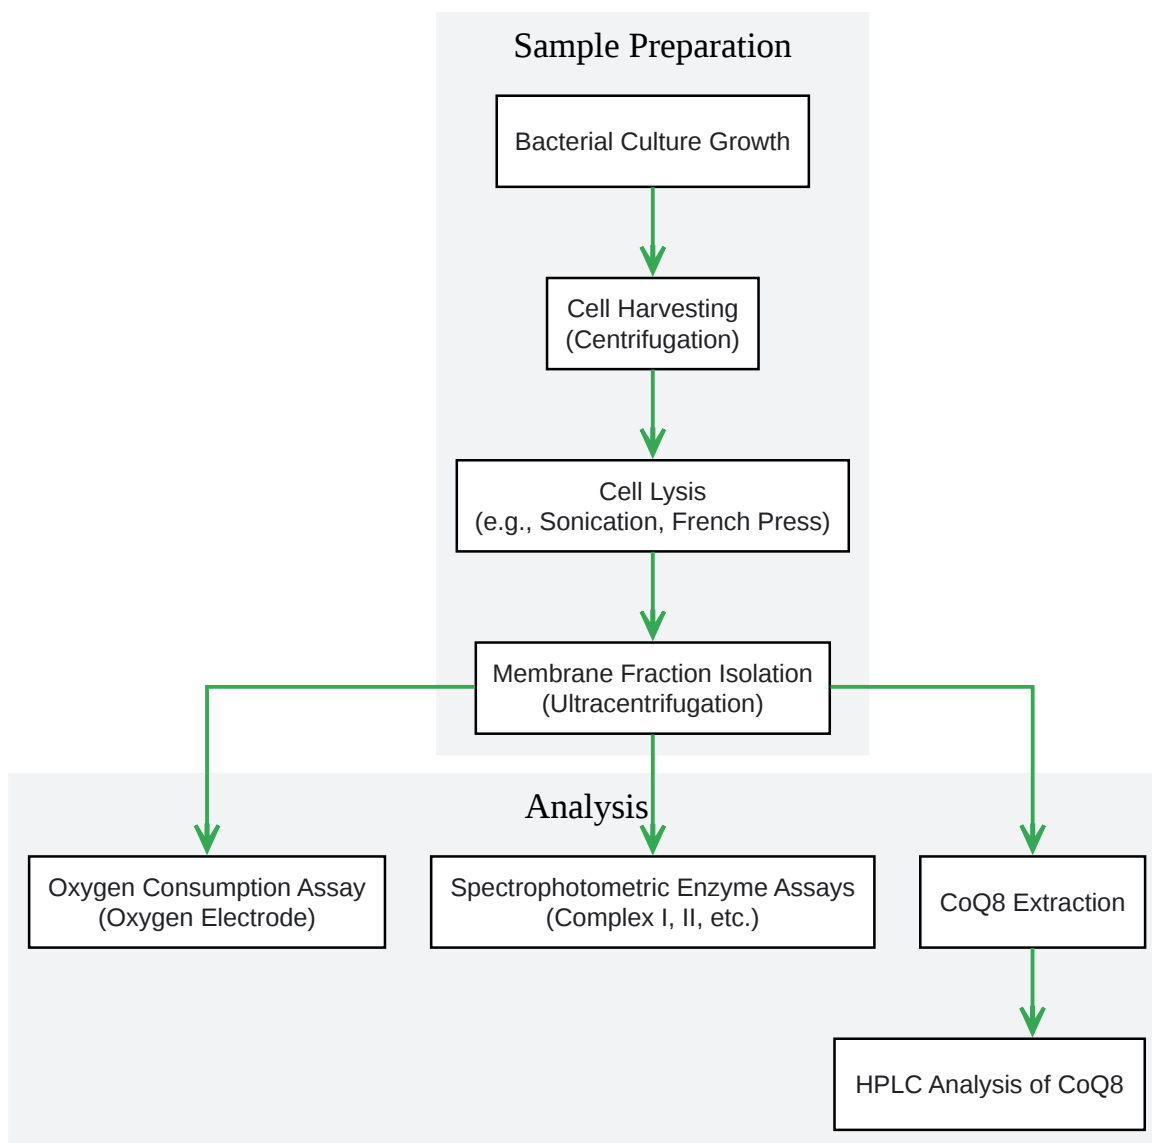 Sample Preparation
Bacterial Culture Growth
Cell Harvesting
(Centrifugation)
Cell Lysis
(e.g., Sonication, French Press)
Membrane Fraction Isolation
(Ultracentrifugation)
Analysis
Oxygen Consumption Assay
(Oxygen Electrode)
Spectrophotometric Enzyme Assays
(Complex I, II, etc.)
CoQ8 Extraction
HPLC Analysis of CoQ8